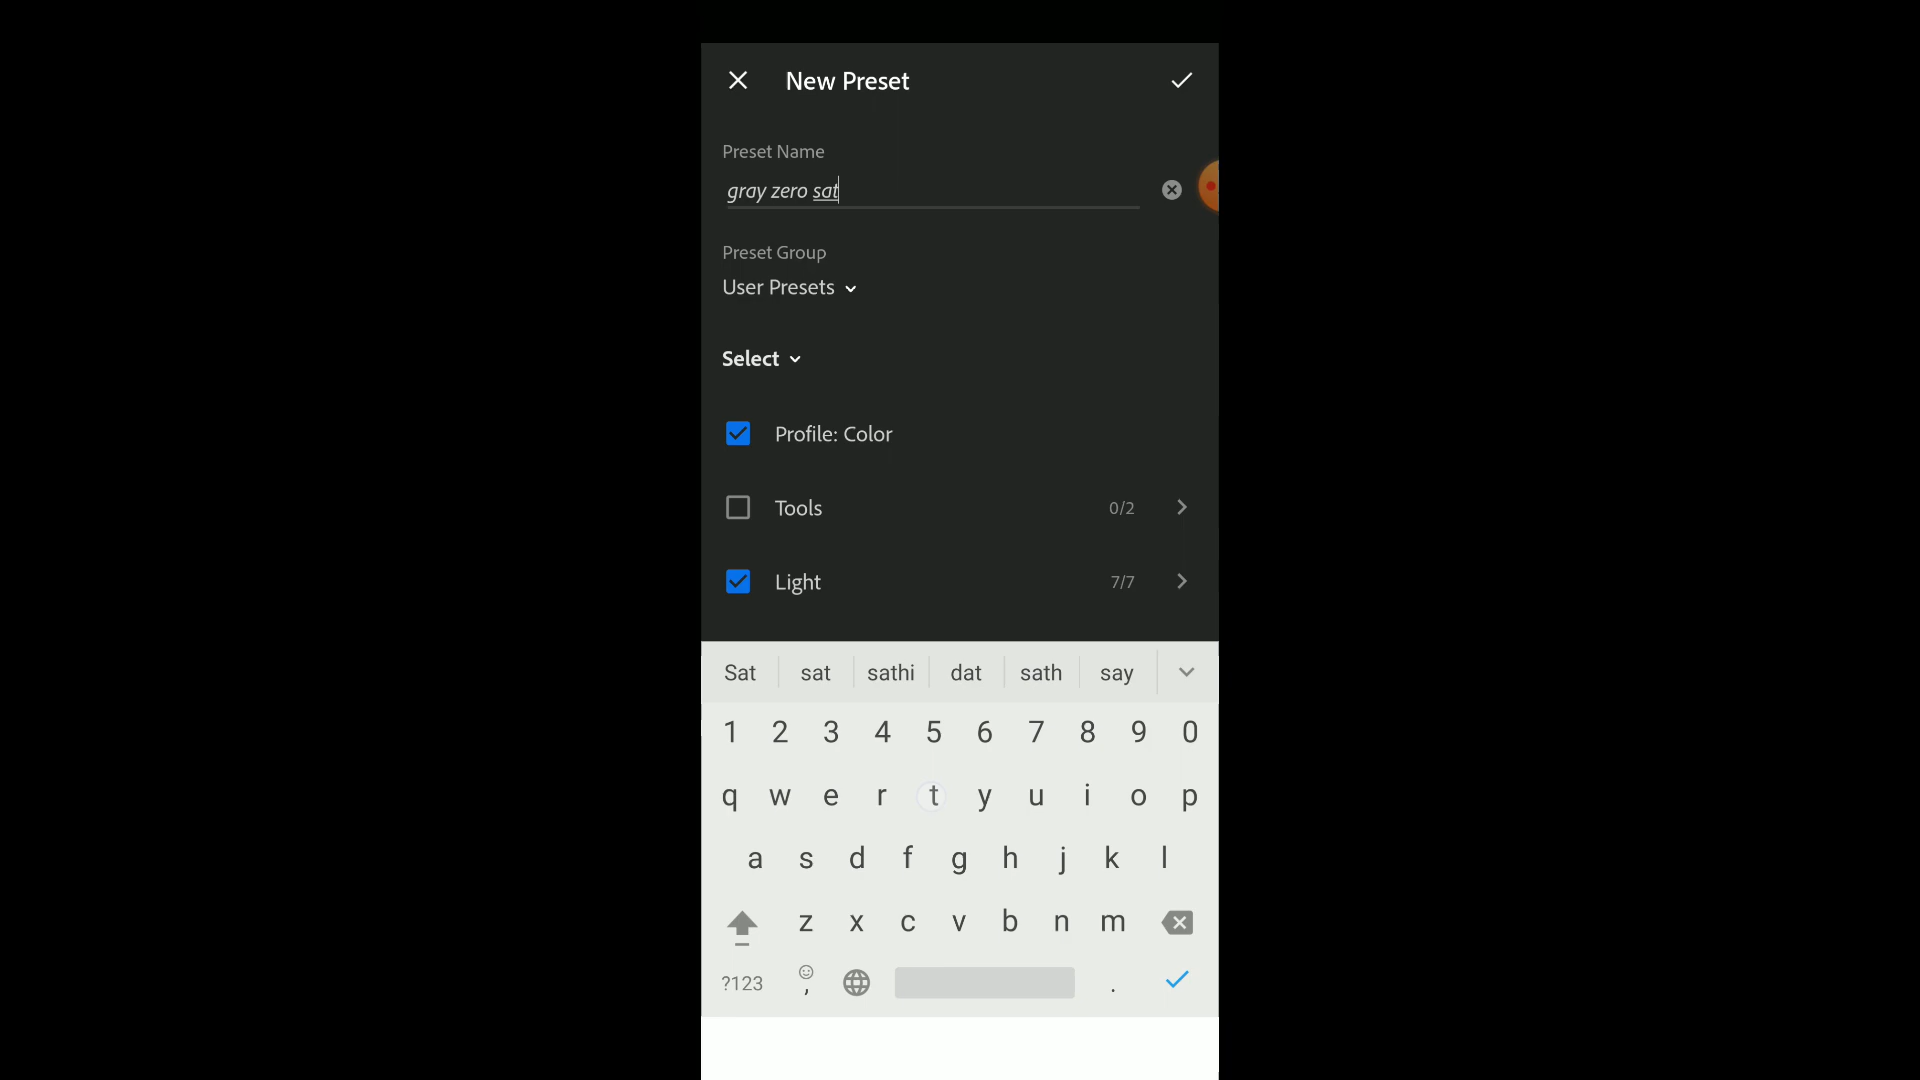 New Preset
Preset Name
gray zero sat
Preset Group
User Presets
Select
Profile: Color
Tools 0/2
Light 7/7
Sat sat sathi dat sath say
1 2 3 4 5 6 7 8 9 0
q w e r t y u i o p
a s d f g h j k l
z x c v b n m
?123 , .